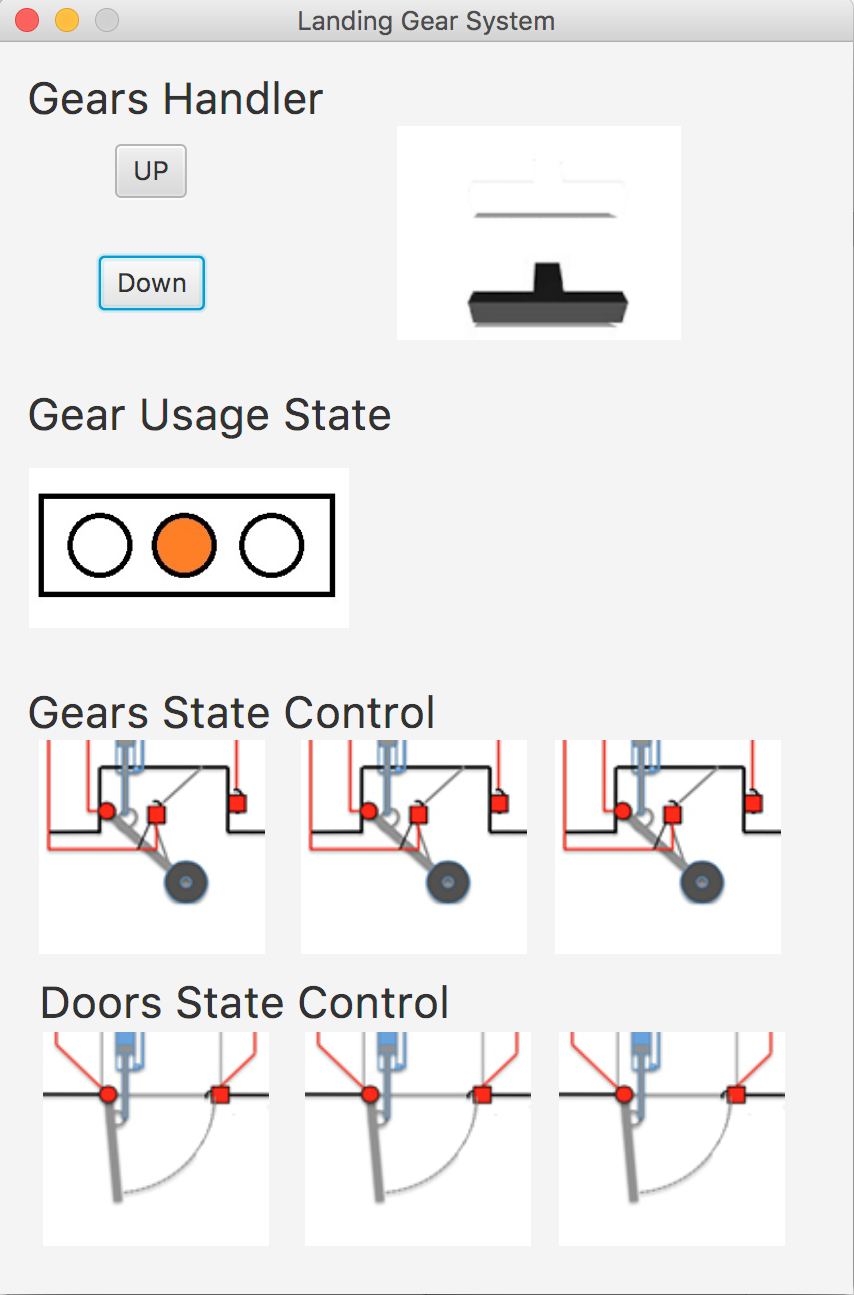 Landing Gear System
Gears Handler
UP
Down
Gear Usage State
Gears State Control
Doors State Control